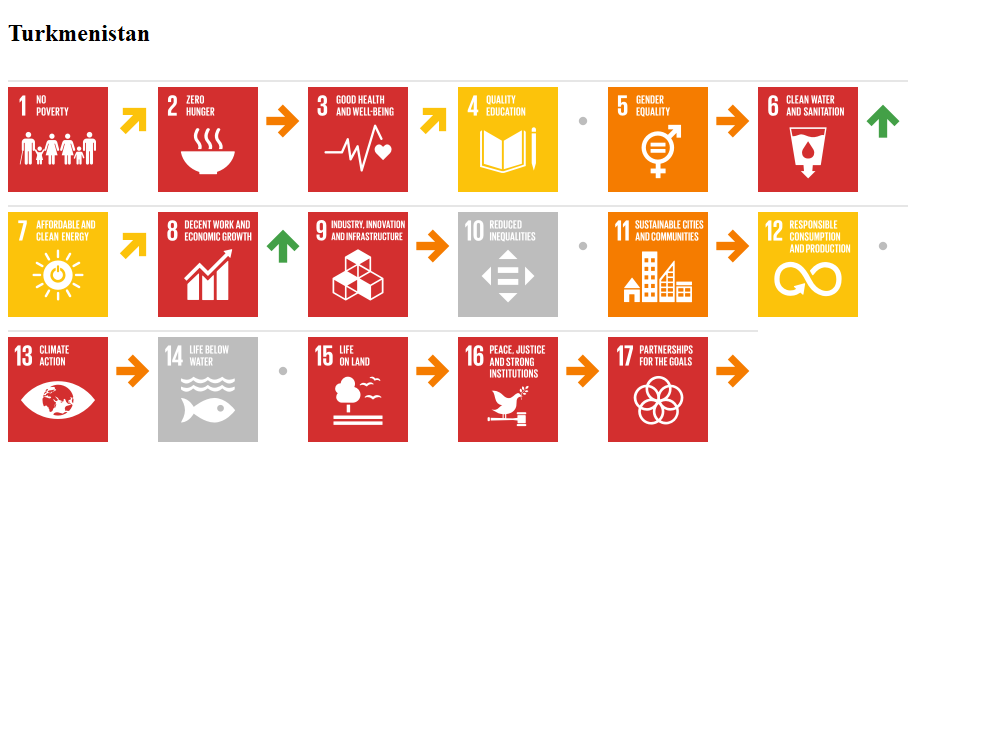 Turkmenistan
1 NO
POVERTY
2 ZERO
HUNGER
3 GOOD HEALTH
AND WELL-BEING
4 QUALITY
EDUCATION
5 GENDER
EQUALITY
6 CLEAN WATER
AND SANITATION
7 AFFORDABLE AND
CLEAN ENERGY
8 DECENT WORK AND
ECONOMIC GROWTH
9 INDUSTRY, INNOVATION
AND INFRASTRUCTURE
10 REDUCED
INEQUALITIES
11 SUSTAINABLE CITIES
AND COMMUNITIES
12 RESPONSIBLE
CONSUMPTION
AND PRODUCTION
13 CLIMATE
ACTION
14 LIFE BELOW
WATER
15 LIFE
ON LAND
16 PEACE, JUSTICE
AND STRONG
INSTITUTIONS
17 PARTNERSHIPS
FOR THE GOALS